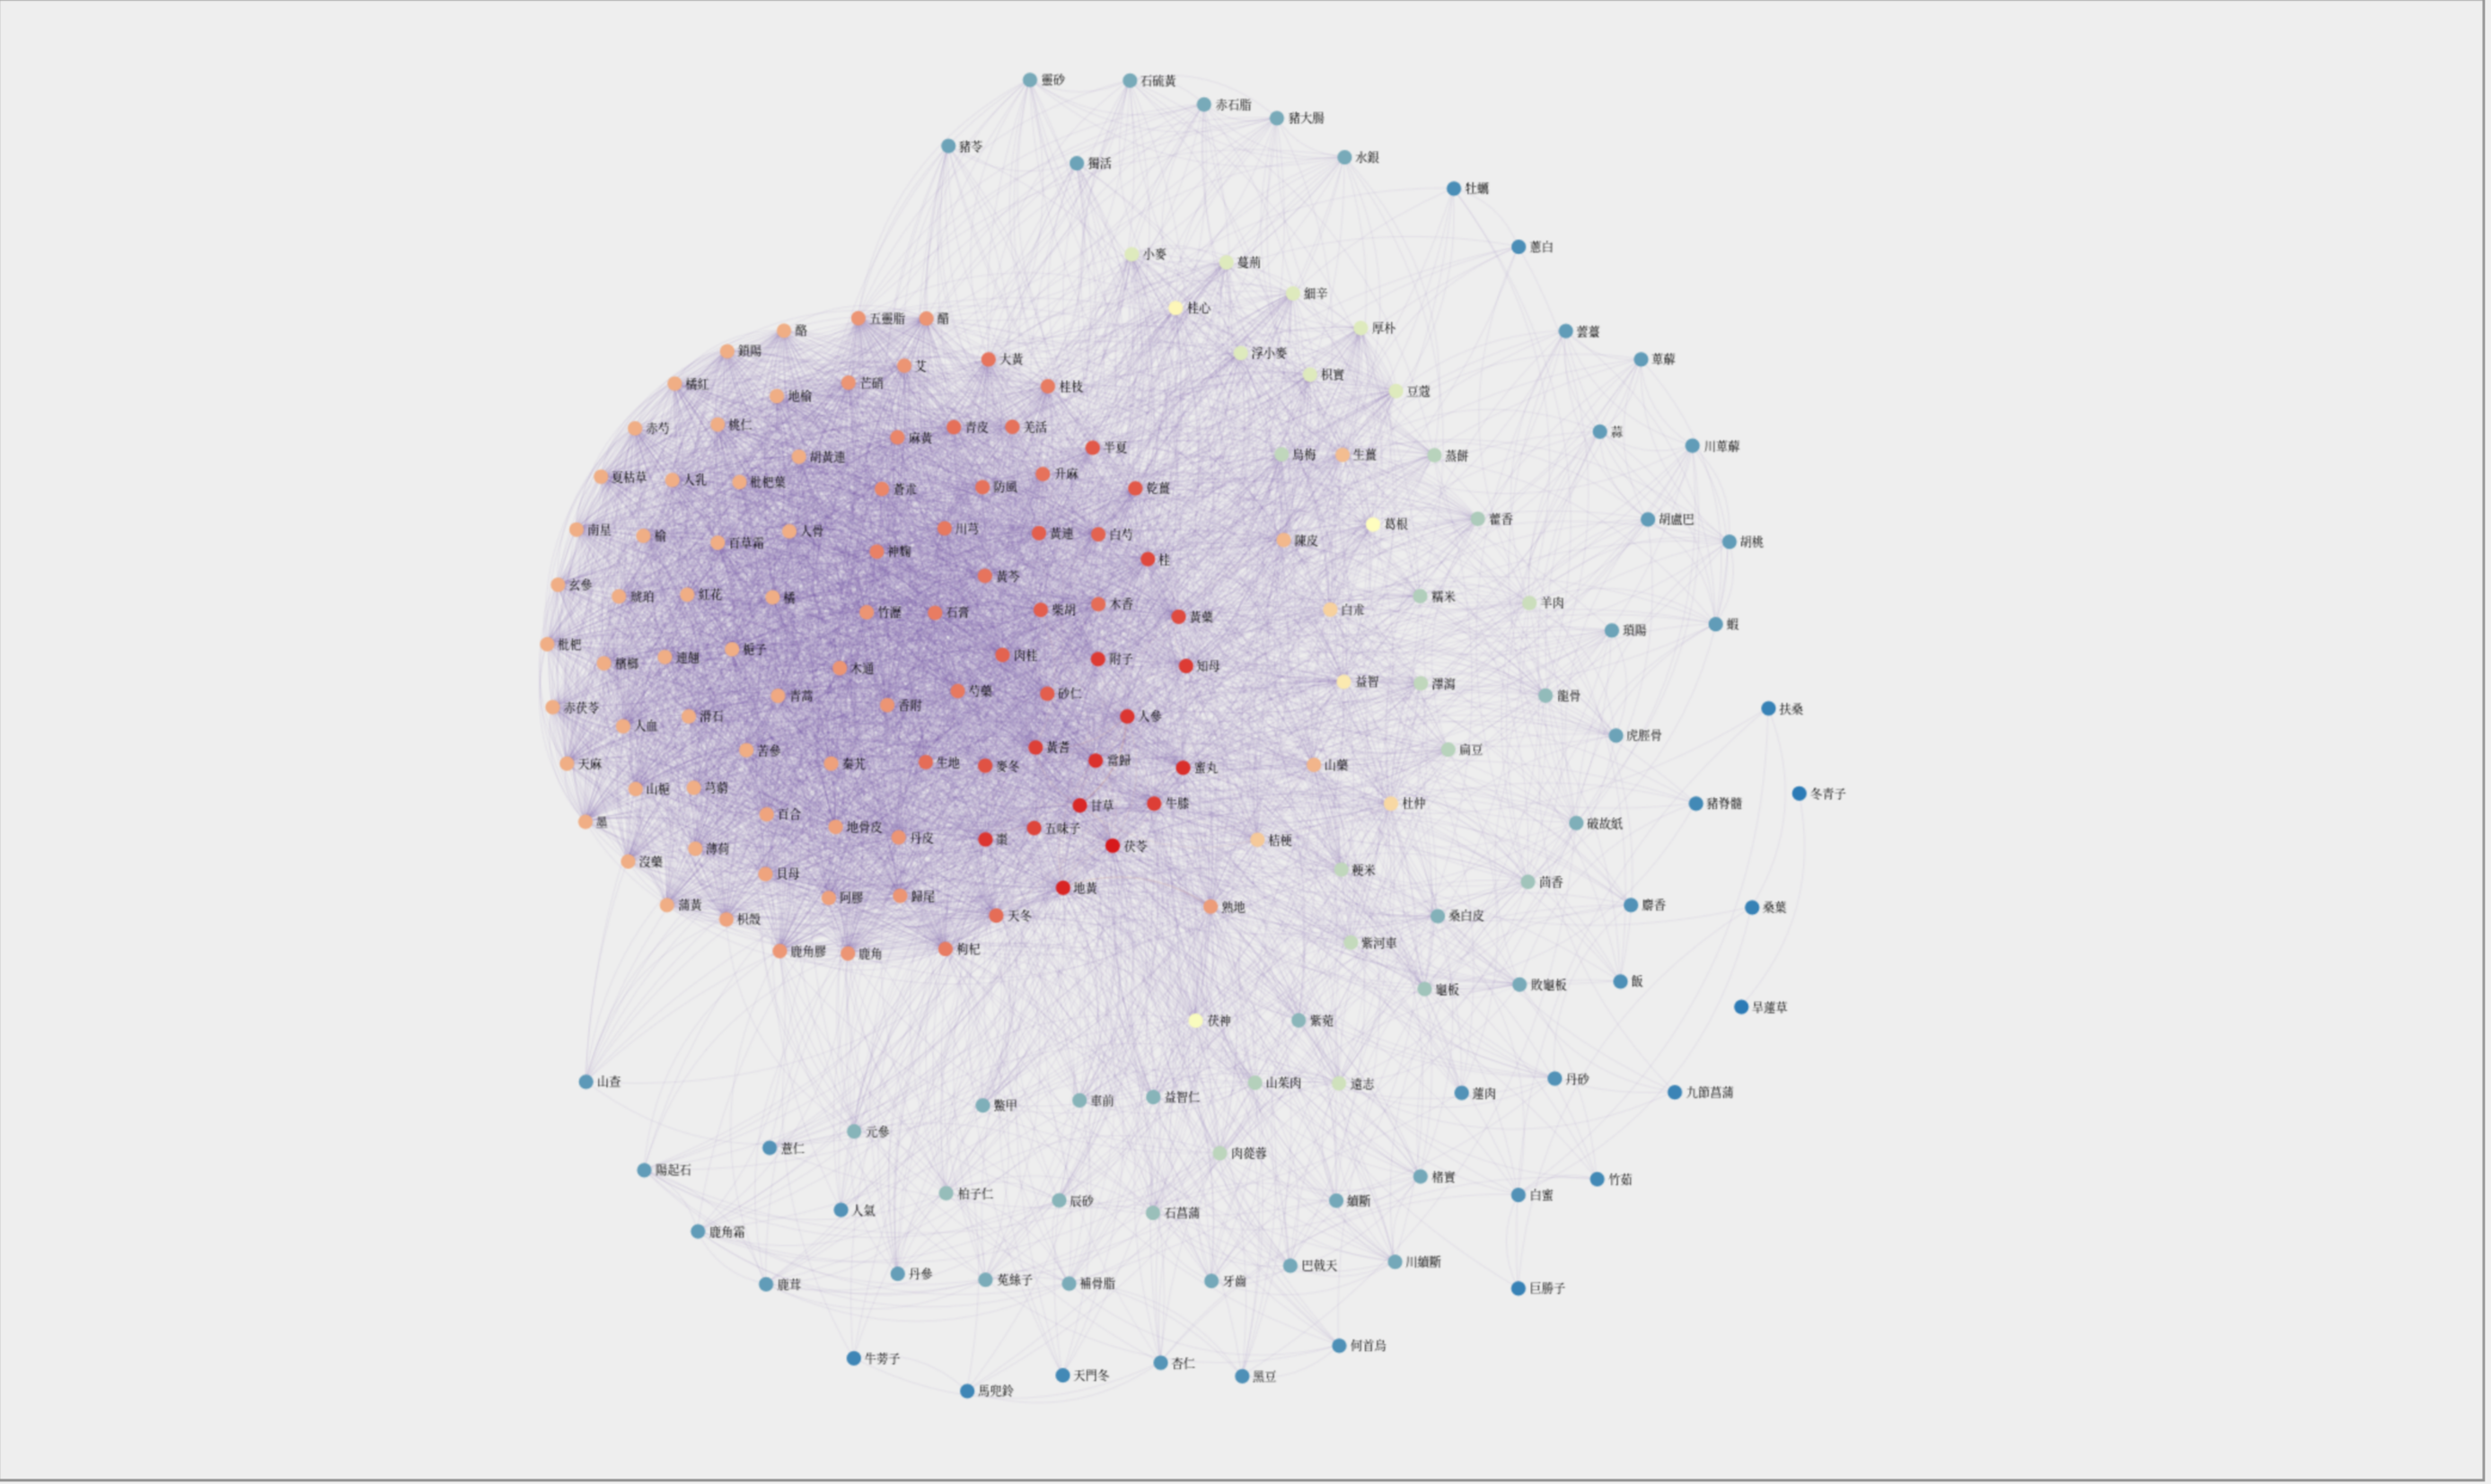 靈砂
石硫黃
赤石脂
豬大腸
豬苓
獨活
水銀
牡蠣
蔥白
小麥
蔓荊
細辛
桂心
五靈脂
醋
厚朴
酪
薑薹
鎖陽
浮小麥
大黃
萆薢
艾
枳實
橘紅
芒硝
桂枝
豆蔻
地榆
桃仁
赤芍
青皮
羌活
蒜
麻黃
半夏
川萆薢
胡黃連
烏梅
生薑
蒸餅
升麻
夏枯草
人乳
枇杷葉
防風
乾薑
蒼朮
藿香
胡盧巴
葛根
南星
川芎
人骨
黃連
白芍
榆
百草霜
陳皮
胡桃
神麴
桂
黃芩
玄參
琥珀
紅花
橘
糯米
羊肉
木香
柴胡
白朮
竹瀝
石膏
黃蘗
蝦
瑣陽
枇杷
梔子
肉桂
連翹
附子
檳榔
知母
木通
益智
澤瀉
芍藥
砂仁
青蒿
龍骨
香附
赤茯苓
扶桑
滑石
人參
人血
虎脛骨
黃耆
苦參
扁豆
當歸
天麻
秦艽
生地
麥冬
山藥
蜜丸
山梔
芎藭
冬青子
甘草
牛膝
杜仲
豬脊髓
百合
墨
地骨皮
五味子
破故紙
丹皮
棗
桔梗
茯苓
薄荷
沒藥
粳米
貝母
茴香
地黃
阿膠
歸尾
蒲黃
熟地
麝香
桑葉
枳殼
天冬
桑白皮
紫河車
枸杞
鹿角膠
鹿角
飯
敗龜板
龜板
旱蓮草
茯神
紫菀
丹砂
山查
山茱肉
遠志
九節菖蒲
蓮肉
益智仁
車前
鱉甲
元參
薏仁
肉蓯蓉
陽起石
楮實
竹茹
柏子仁
白蜜
辰砂
續斷
人氣
石菖蒲
鹿角霜
川續斷
巴戟天
丹參
菟絲子
牙齒
補骨脂
鹿茸
巨勝子
何首烏
牛蒡子
杏仁
天門冬
黑豆
馬兜鈴